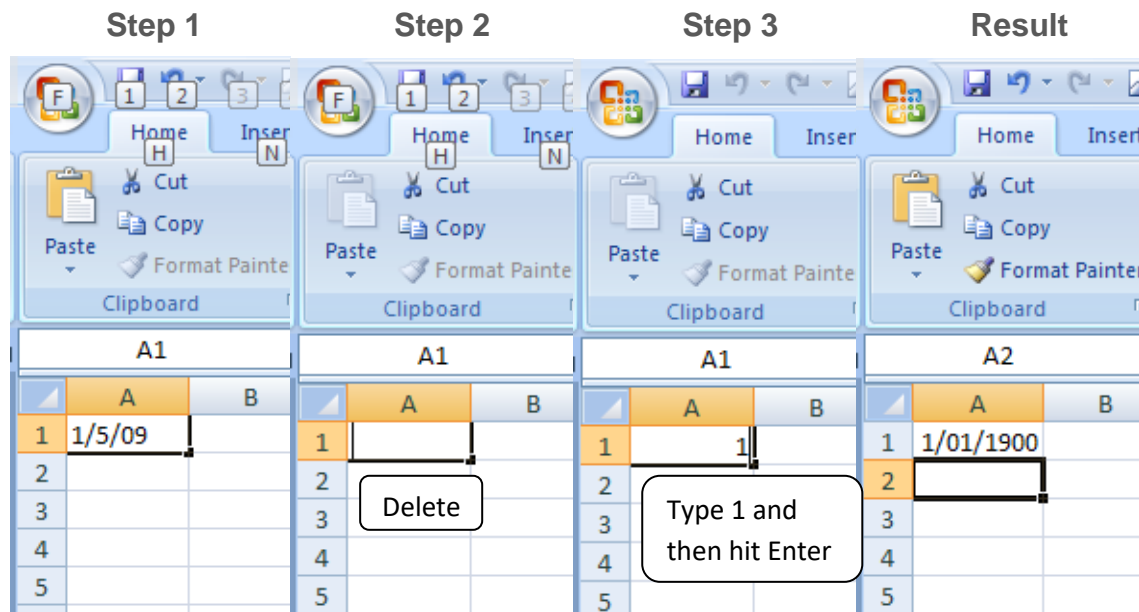 Step 1 Step 2 Step 3 Result
F 1 2 3 F 1 2 3
Home Inser Home Inser Home Inser Home Insert
H N H N
Cut Cut Cut Cut
Copy Copy Copy Copy
Paste Paste Paste Paste
Format Painte Format Painte Format Painte Format Painter
Clipboard Clipboard Clipboard Clipboard
A1 A1 A1 A2
A B A B A B A B
1 1/5/09 1 1 1 1 1/01/1900
2 2 2 2
3 3 3 3
4 4 4 4
5 5 5 5
Delete
Type 1 and
then hit Enter